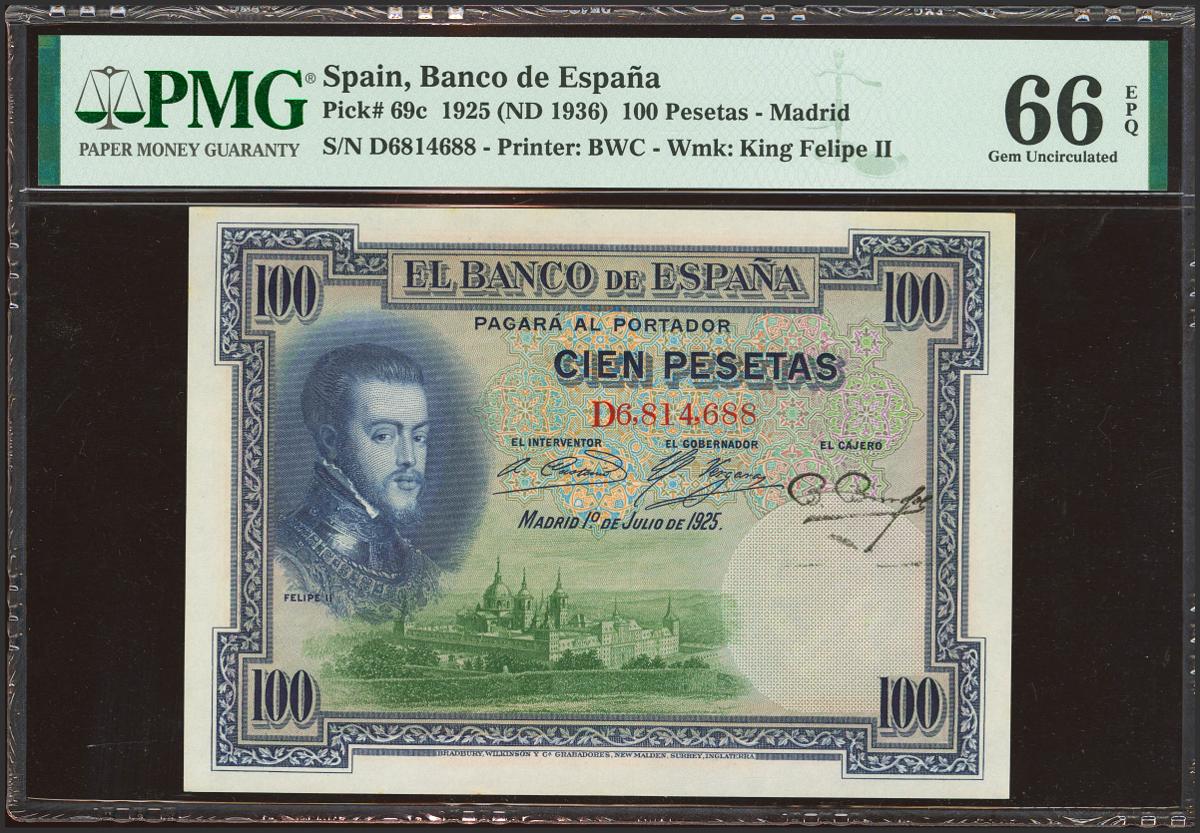 PMG®
PAPER MONEY GUARANTY
Spain, Banco de España
Pick# 69c 1925 (ND 1936) 100 Pesetas - Madrid
S/N D6814688 - Printer: BWC - Wmk: King Felipe II
66 EPQ
Gem Uncirculated
EL BANCO DE ESPAÑA
100
100
PAGARÁ AL PORTADOR
CIEN PESETAS
D6,814,688
EL INTERVENTOR
EL GOBERNADOR
EL CAJERO
MADRID 1º DE JULIO DE 1925.
FELIPE II
100
100
BRADBURY, WILKINSON Y Cª GRABADORES, NEW MALDEN, SURREY, INGLATERRA